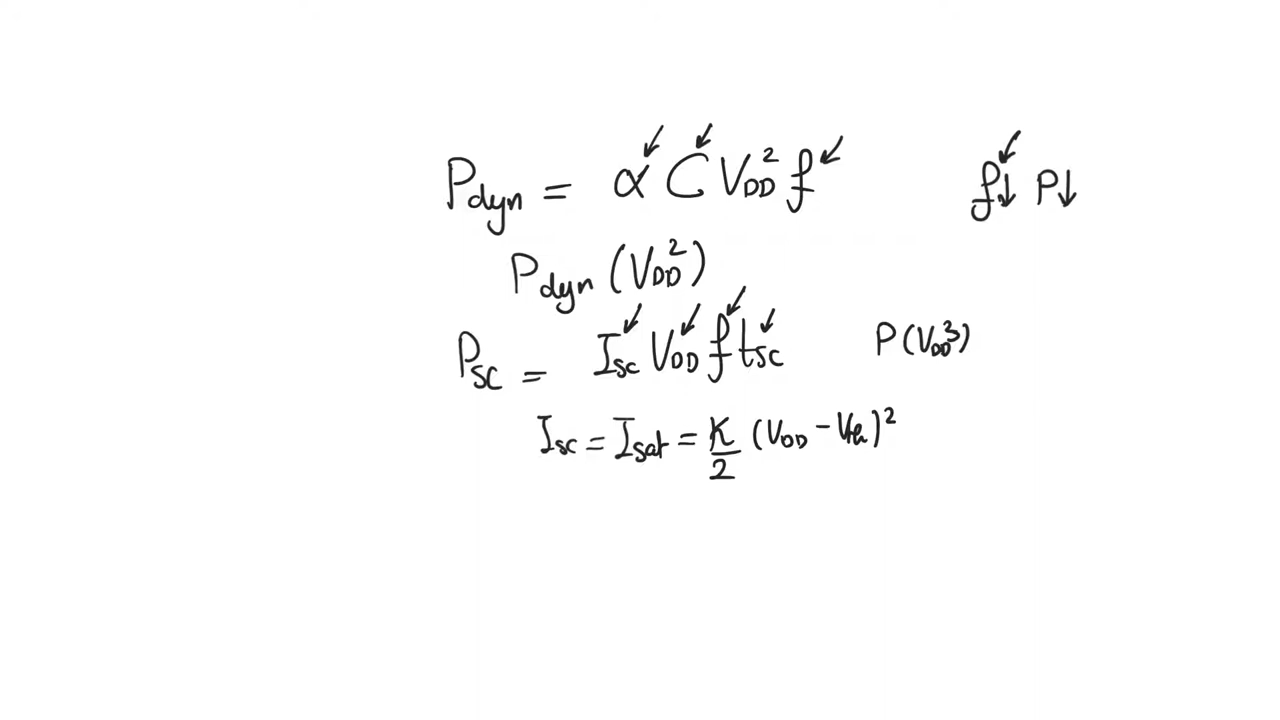 Pdyn = α C VDD² f f↓ P↓
Pdyn (VDD²)
Psc = Isc VDD f tsc P(VDD³)
Isc = Isat = K/2 (VDD - Vth)²